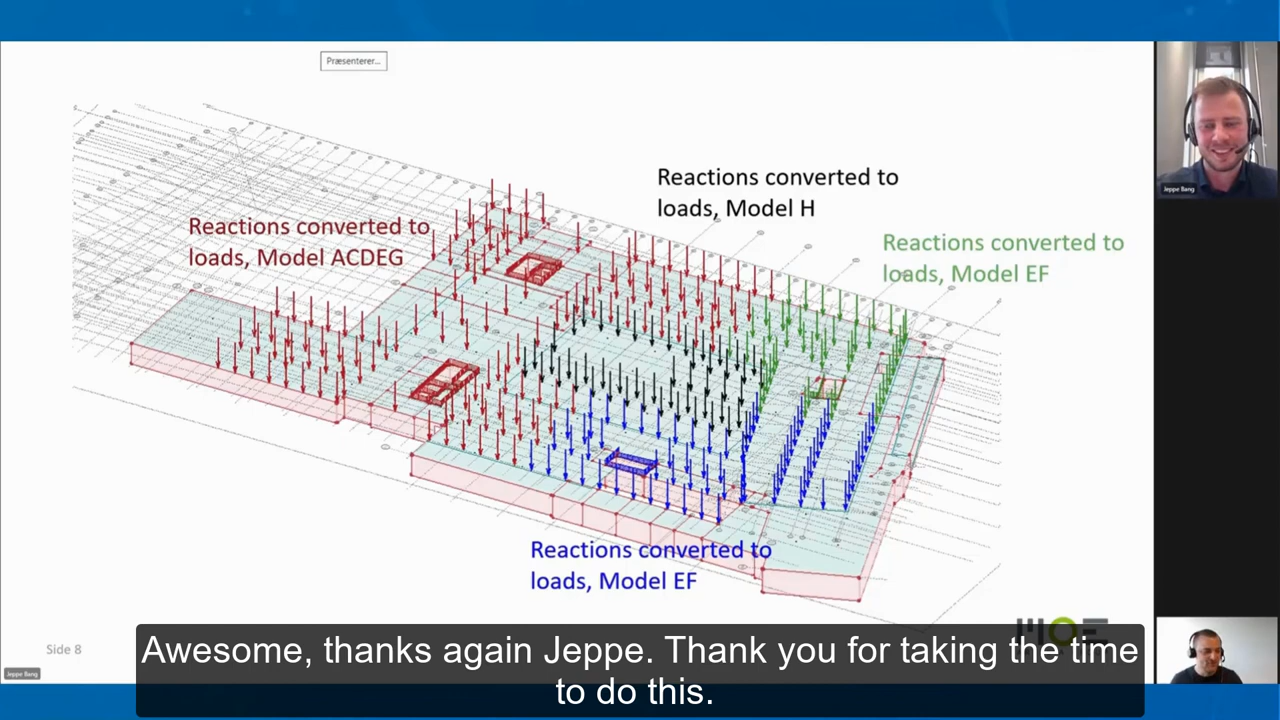 Præsenterer...
Reactions converted to
loads, Model H
Reactions converted to
loads, Model ACDEG
Reactions converted to
loads, Model EF
Reactions converted to
loads, Model EF
Side 8
Jeppe Bang
Jeppe Bang
Awesome, thanks again Jeppe. Thank you for taking the time
to do this.